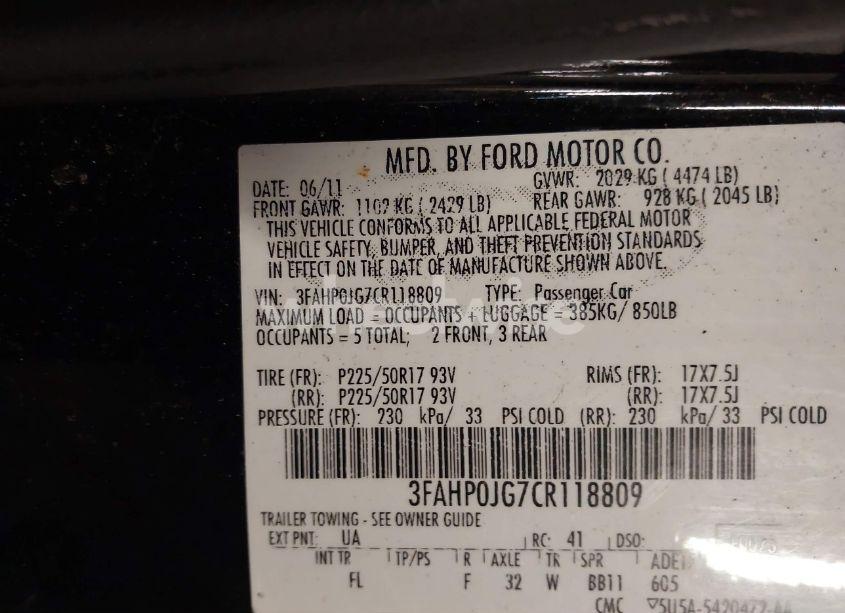 MFD. BY FORD MOTOR CO.
DATE: 06/11 GVWR: 2029 KG ( 4474 LB)
FRONT GAWR: 1102 KG ( 2429 LB) REAR GAWR: 928 KG ( 2045 LB)
THIS VEHICLE CONFORMS TO ALL APPLICABLE FEDERAL MOTOR
VEHICLE SAFETY, BUMPER, AND THEFT PREVENTION STANDARDS
IN EFFECT ON THE DATE OF MANUFACTURE SHOWN ABOVE.
VIN: 3FAHP0JG7CR118809 TYPE: Passenger Car
MAXIMUM LOAD = OCCUPANTS + LUGGAGE = 385KG/ 850LB
OCCUPANTS = 5 TOTAL; 2 FRONT, 3 REAR
TIRE (FR): P225/50R17 93V RIMS (FR): 17X7.5J
(RR): P225/50R17 93V (RR): 17X7.5J
PRESSURE (FR): 230 kPa/ 33 PSI COLD (RR): 230 kPa/ 33 PSI COLD
3FAHP0JG7CR118809
TRAILER TOWING - SEE OWNER GUIDE
EXT PNT: UA RC: 41 DSO:
INT TR TP/PS R AXLE TR SPR
FL F 32 W BB11 605
CMC